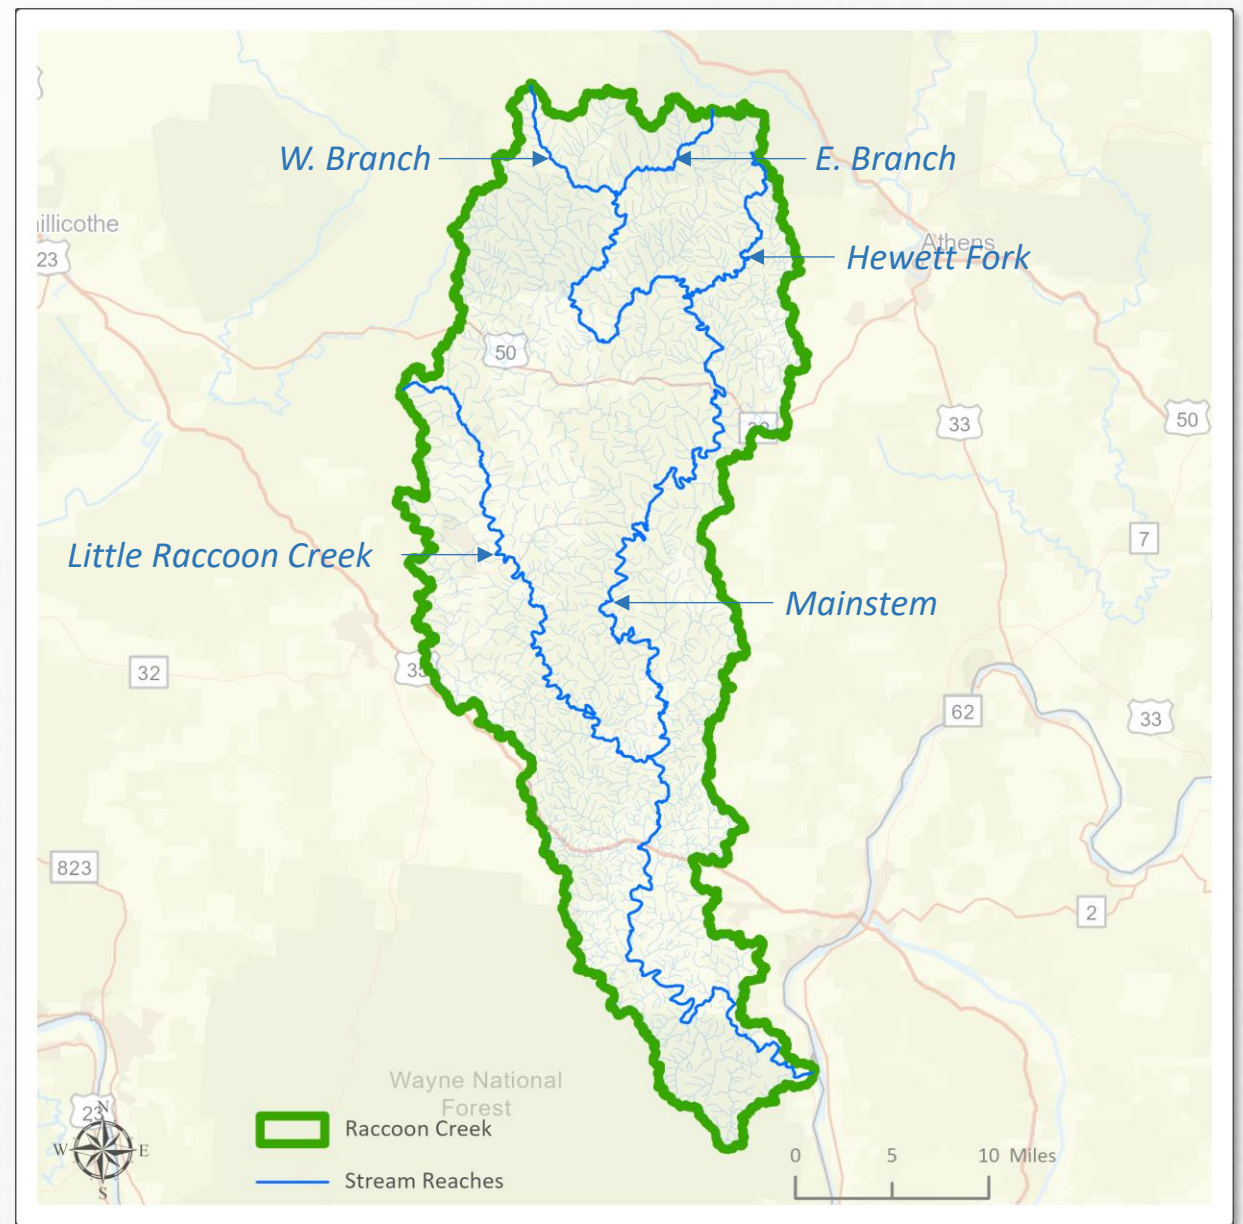 W. Branch
E. Branch
illicothe
23
Athens
Hewett Fork
50
33
50
Little Raccoon Creek
7
Mainstem
32
62
33
823
2
Wayne National
Forest
23
N
W
E
S
Raccoon Creek
Stream Reaches
0
5
10 Miles